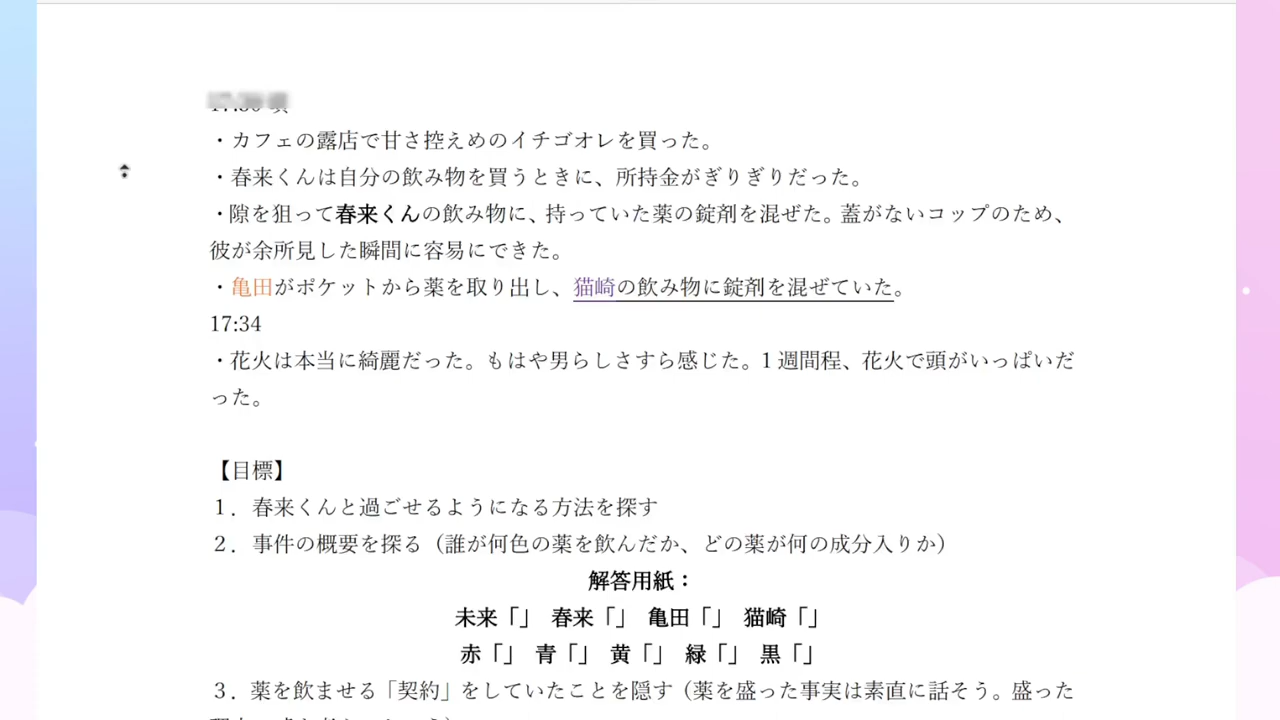 ・カフェの露店で甘さ控えめのイチゴオレを買った。
・春来くんは自分の飲み物を買うときに、所持金がぎりぎりだった。
・隙を狙って春来くんの飲み物に、持っていた薬の錠剤を混ぜた。蓋がないコップのため、
彼が余所見した瞬間に容易にできた。
・亀田がポケットから薬を取り出し、猫崎の飲み物に錠剤を混ぜていた。
17:34
・花火は本当に綺麗だった。もはや男らしさすら感じた。1 週間程、花火で頭がいっぱいだ
った。
【目標】
１．春来くんと過ごせるようになる方法を探す
２．事件の概要を探る（誰が何色の薬を飲んだか、どの薬が何の成分入りか）
解答用紙：
未来「」 春来「」 亀田「」 猫崎「」
赤「」 青「」 黄「」 緑「」 黒「」
３．薬を飲ませる「契約」をしていたことを隠す（薬を盛った事実は素直に話そう。盛った